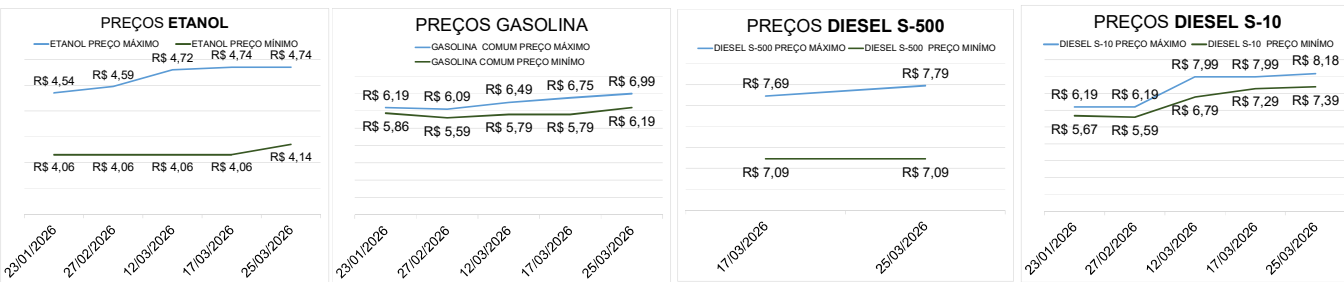 PREÇOS ETANOL
ETANOL PREÇO MÁXIMO ETANOL PREÇO MÍNIMO
R$ 4,54 R$ 4,59 R$ 4,72 R$ 4,74 R$ 4,74
R$ 4,06 R$ 4,06 R$ 4,06 R$ 4,06 R$ 4,14
23/01/2026 27/02/2026 12/03/2026 17/03/2026 25/03/2026
PREÇOS GASOLINA
GASOLINA COMUM PREÇO MÁXIMO
GASOLINA COMUM PREÇO MINÍMO
R$ 6,19 R$ 6,09 R$ 6,49 R$ 6,75 R$ 6,99
R$ 5,86 R$ 5,59 R$ 5,79 R$ 5,79 R$ 6,19
23/01/2026 27/02/2026 12/03/2026 17/03/2026 25/03/2026
PREÇOS DIESEL S-500
DIESEL S-500 PREÇO MÁXIMO DIESEL S-500 PREÇO MINÍMO
R$ 7,69 R$ 7,79
R$ 7,09 R$ 7,09
17/03/2026 25/03/2026
PREÇOS DIESEL S-10
DIESEL S-10 PREÇO MÁXIMO DIESEL S-10 PREÇO MINÍMO
R$ 6,19 R$ 6,19 R$ 7,99 R$ 7,99 R$ 8,18
R$ 5,67 R$ 5,59 R$ 6,79 R$ 7,29 R$ 7,39
23/01/2026 27/02/2026 12/03/2026 17/03/2026 25/03/2026